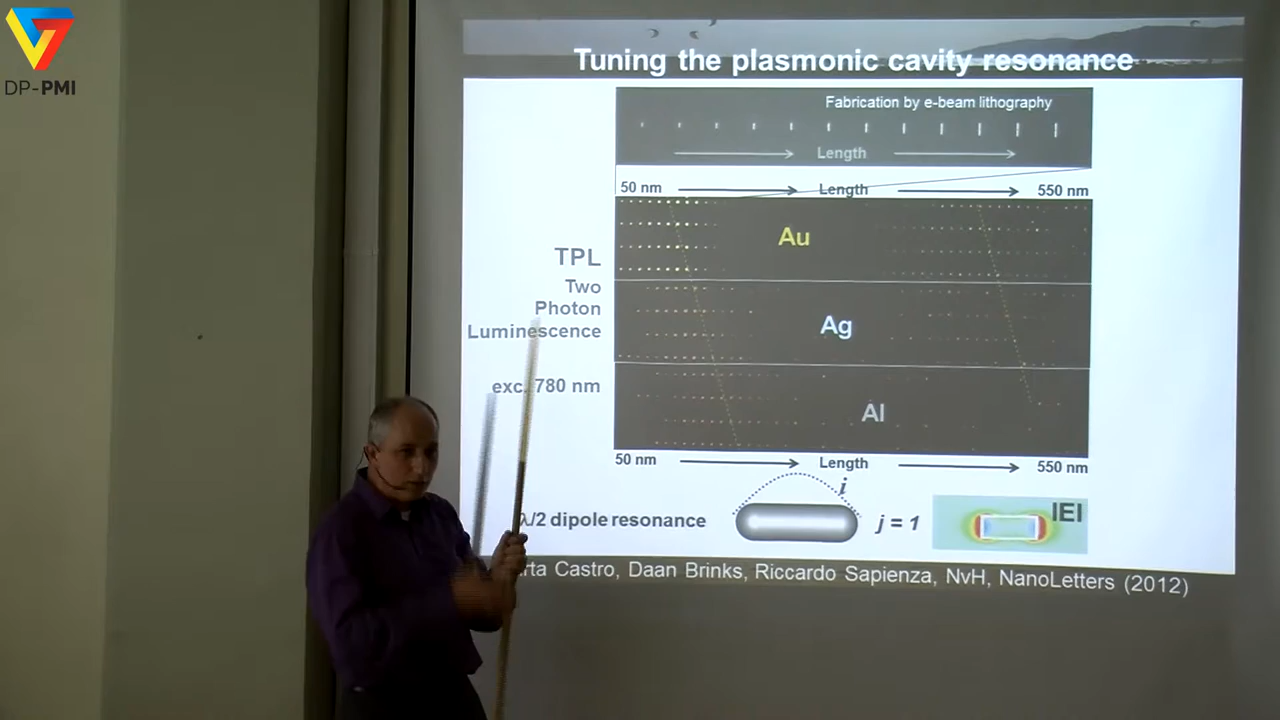 DP-PMI
Tuning the plasmonic cavity resonance
Fabrication by e-beam lithography
Length
50 nm Length 550 nm
Au
TPL
Two
Photon
Luminescence
Ag
exc. 780 nm
Al
50 nm Length 550 nm
i
λ/2 dipole resonance
j = 1
IEI
Castro, Daan Brinks, Riccardo Sapienza, NvH, NanoLetters (2012)